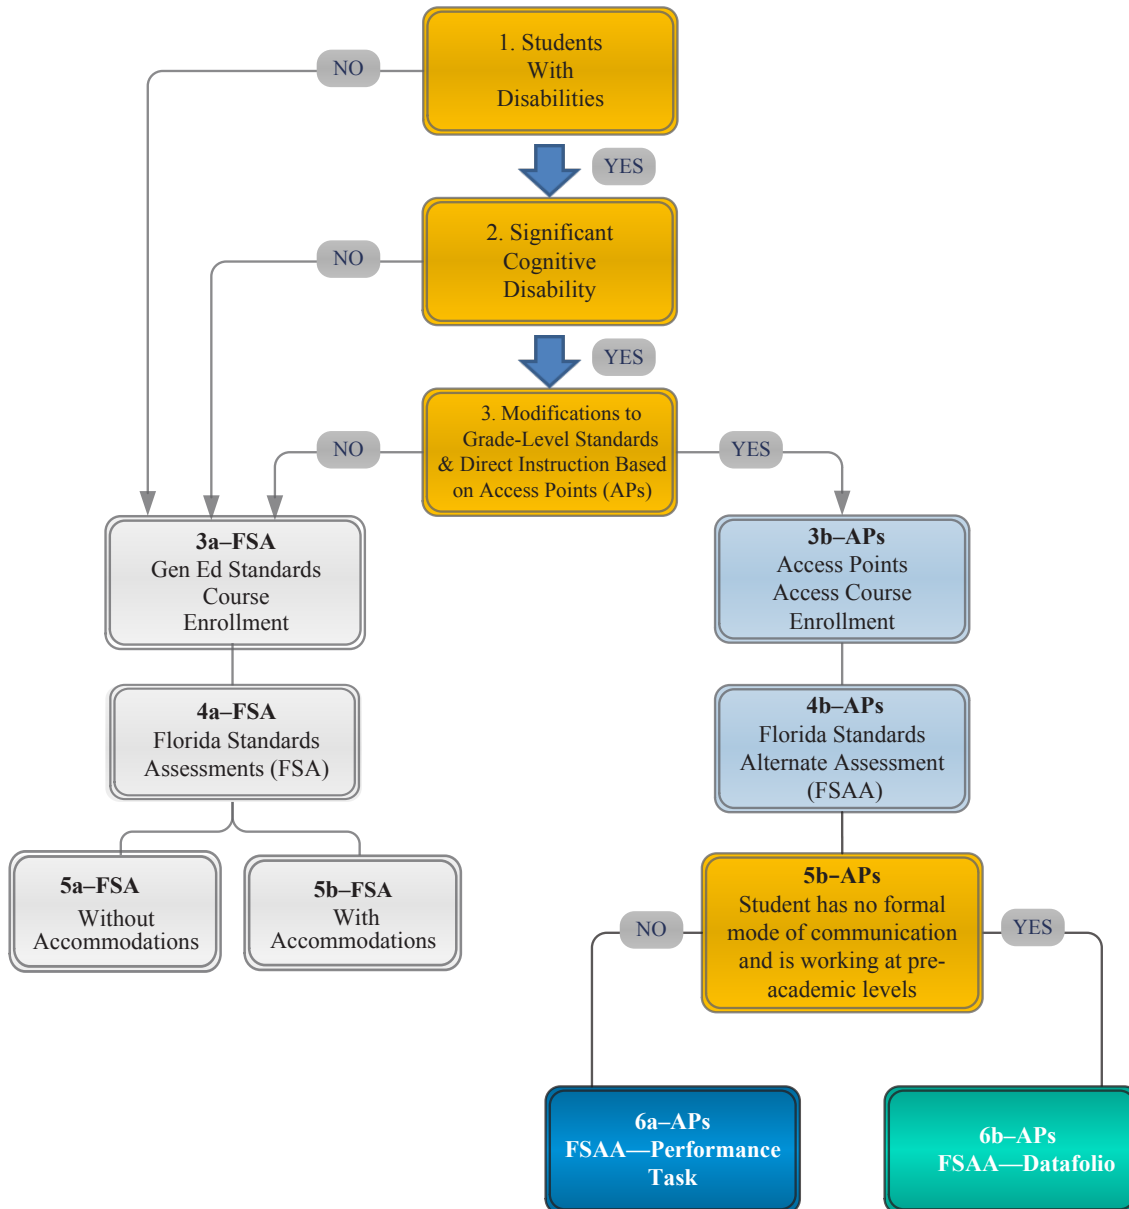 1. Students
With
Disabilities
NO
YES
2. Significant
Cognitive
Disability
NO
YES
3. Modifications to
Grade-Level Standards
& Direct Instruction Based
on Access Points (APs)
NO
YES
3a–FSA
Gen Ed Standards
Course
Enrollment
3b–APs
Access Points
Access Course
Enrollment
4a–FSA
Florida Standards
Assessments (FSA)
4b–APs
Florida Standards
Alternate Assessment
(FSAA)
5a–FSA
Without
Accommodations
5b–FSA
With
Accommodations
5b–APs
Student has no formal
mode of communication
and is working at pre-
academic levels
NO
YES
6a–APs
FSAA—Performance
Task
6b–APs
FSAA—Datafolio